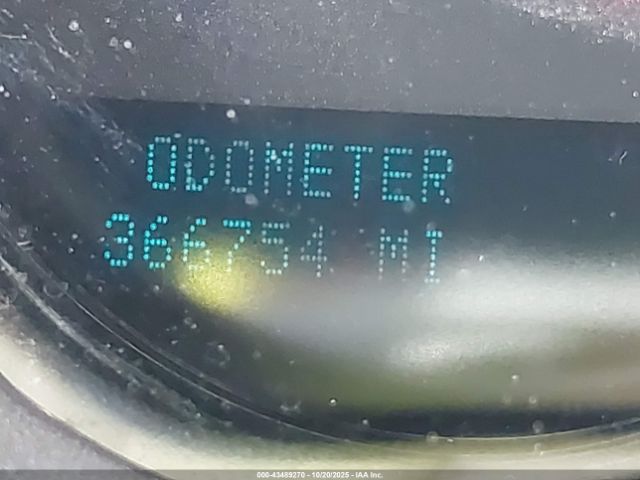 ODOMETER
366754 MI
000-43489270 - 10/20/2025 - IAA Inc.